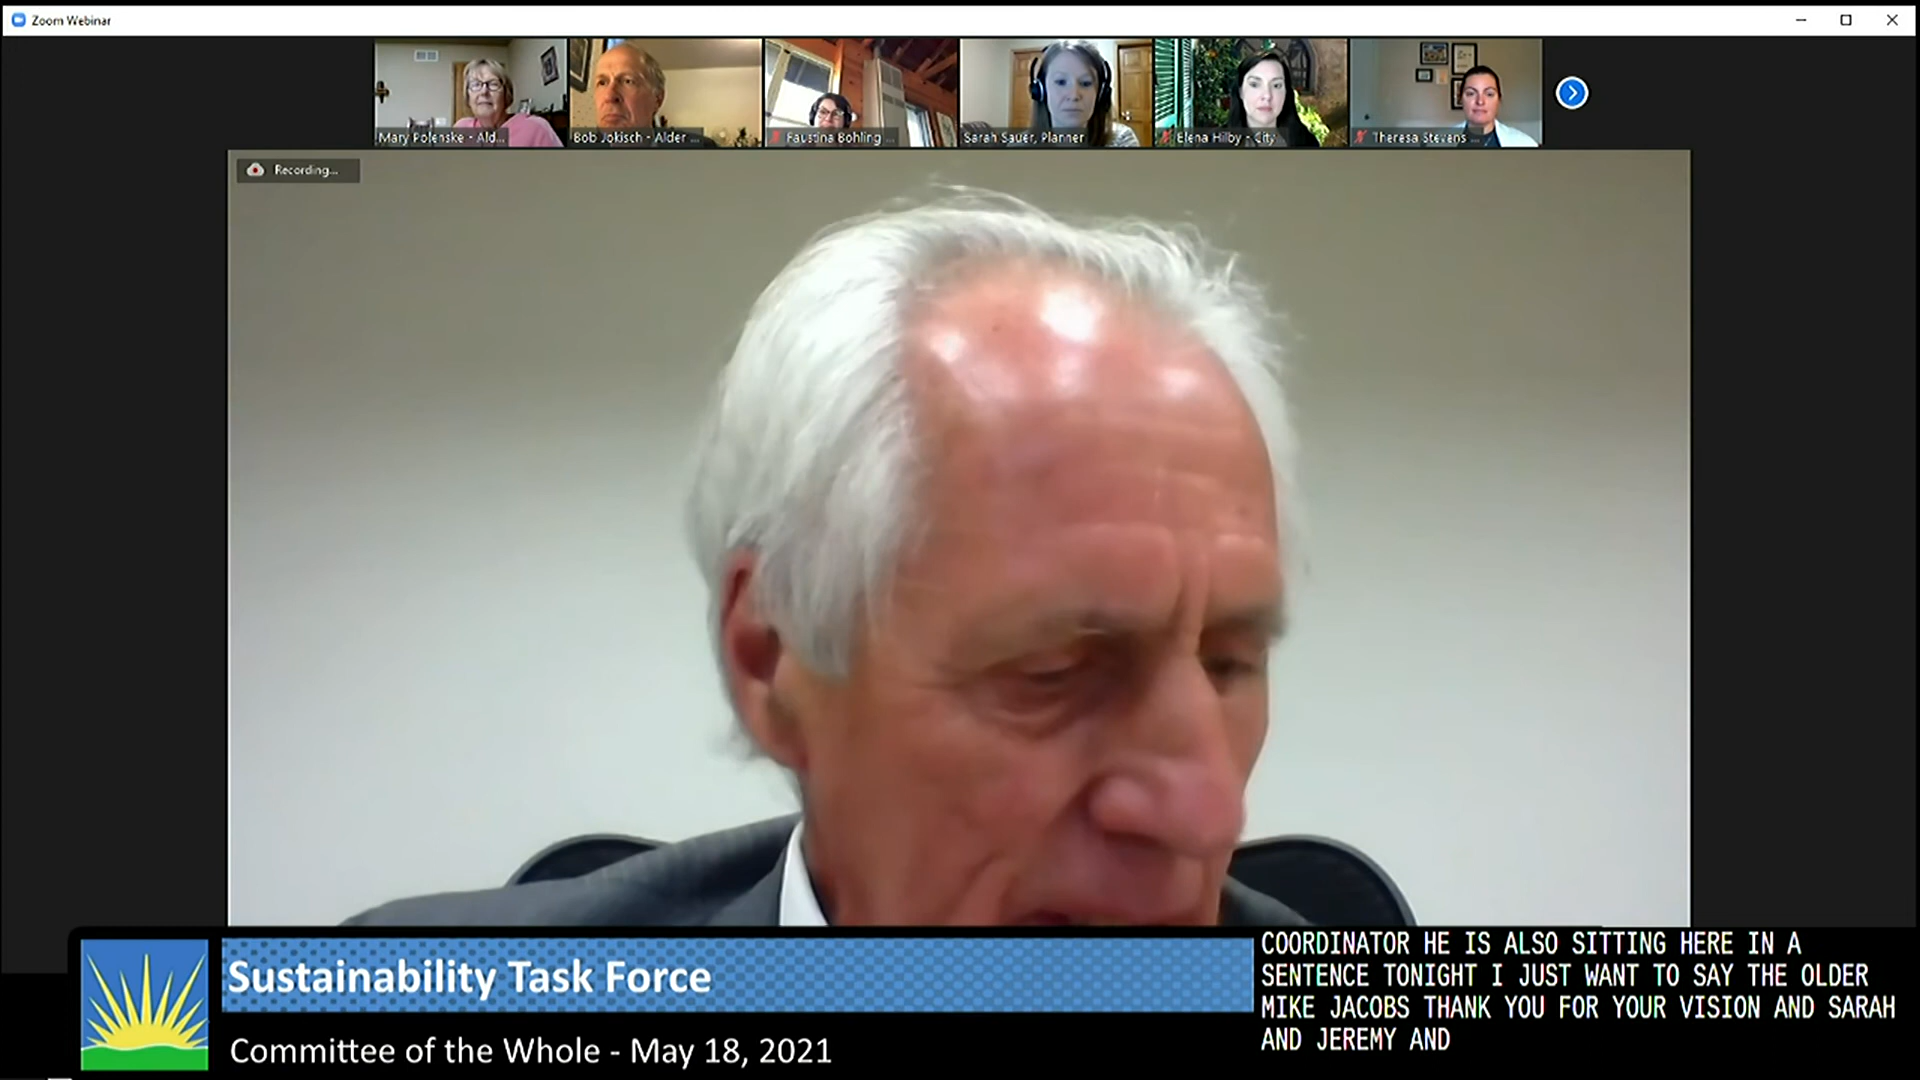 Zoom Webinar
Mary Polenske - Ald...
Bob Jokisch - Alder ...
Faustina Bohling ...
Sarah Sauer, Planner
Elena Hilby - City
Theresa Stevens ...
Recording...
Sustainability Task Force
Committee of the Whole - May 18, 2021
COORDINATOR HE IS ALSO SITTING HERE IN A
SENTENCE TONIGHT I JUST WANT TO SAY THE OLDER
MIKE JACOBS THANK YOU FOR YOUR VISION AND SARAH
AND JEREMY AND